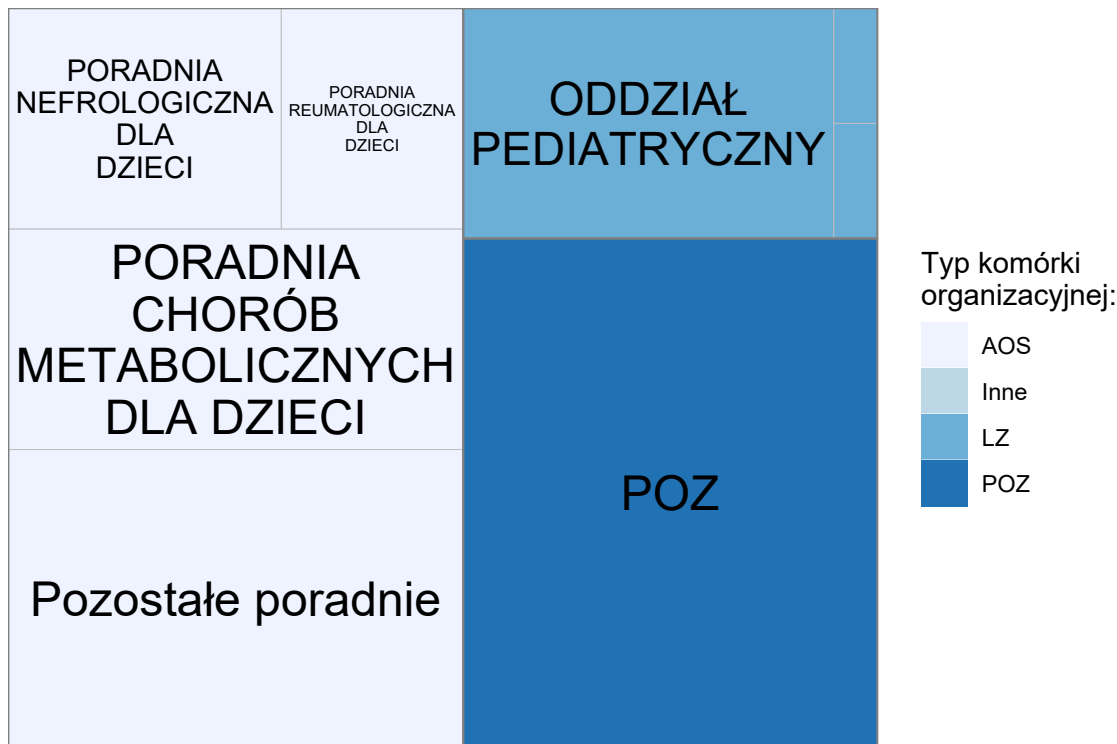 PORADNIA
NEFROLOGICZNA
DLA
DZIECI
PORADNIA
REUMATOLOGICZNA
DLA
DZIECI
ODDZIAŁ
PEDIATRYCZNY
PORADNIA
CHORÓB
METABOLICZNYCH
DLA DZIECI
POZ
Pozostałe poradnie
Typ komórki
organizacyjnej:
AOS
Inne
LZ
POZ